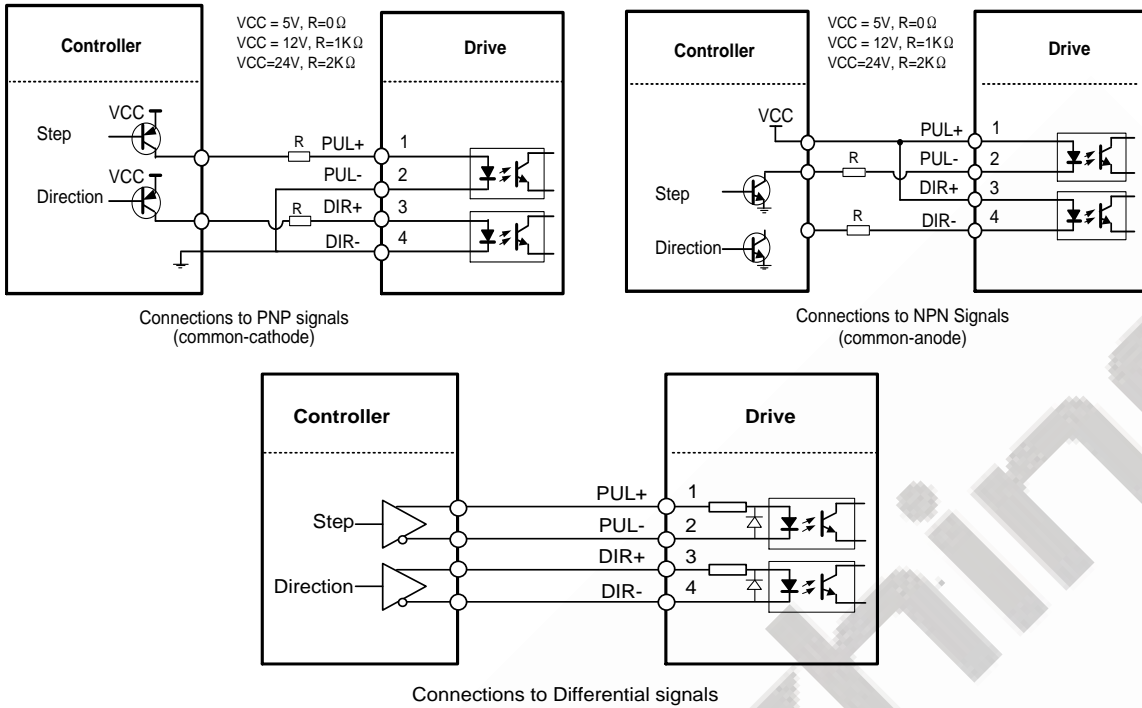 VCC = 5V, R=0Ω
VCC = 12V, R=1KΩ
VCC=24V, R=2KΩ
Controller
Drive
VCC
Step
R
PUL+
1
PUL-
2
VCC
Direction
R
DIR+
3
DIR-
4
Connections to PNP signals
(common-cathode)
VCC = 5V, R=0Ω
VCC = 12V, R=1KΩ
VCC=24V, R=2KΩ
Controller
Drive
VCC
PUL+
1
R
PUL-
2
Step
DIR+
3
R
DIR-
4
Direction
Connections to NPN Signals
(common-anode)
Controller
Drive
PUL+
1
Step
PUL-
2
DIR+
3
Direction
DIR-
4
Connections to Differential signals